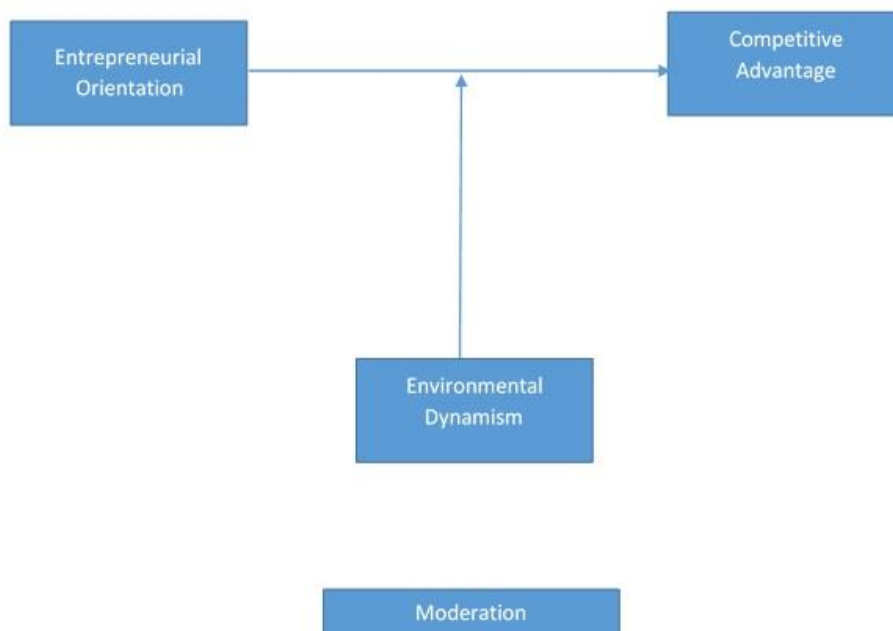 Entrepreneurial
Orientation
Competitive
Advantage
Environmental
Dynamism
Moderation